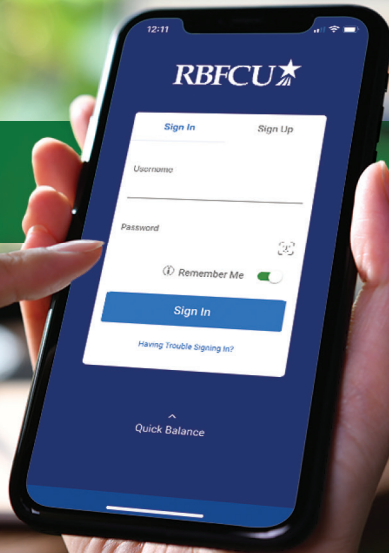 12:11
RBFCU
Sign In Sign Up
Username
Password
Remember Me
Sign In
Having Trouble Signing In?
Quick Balance